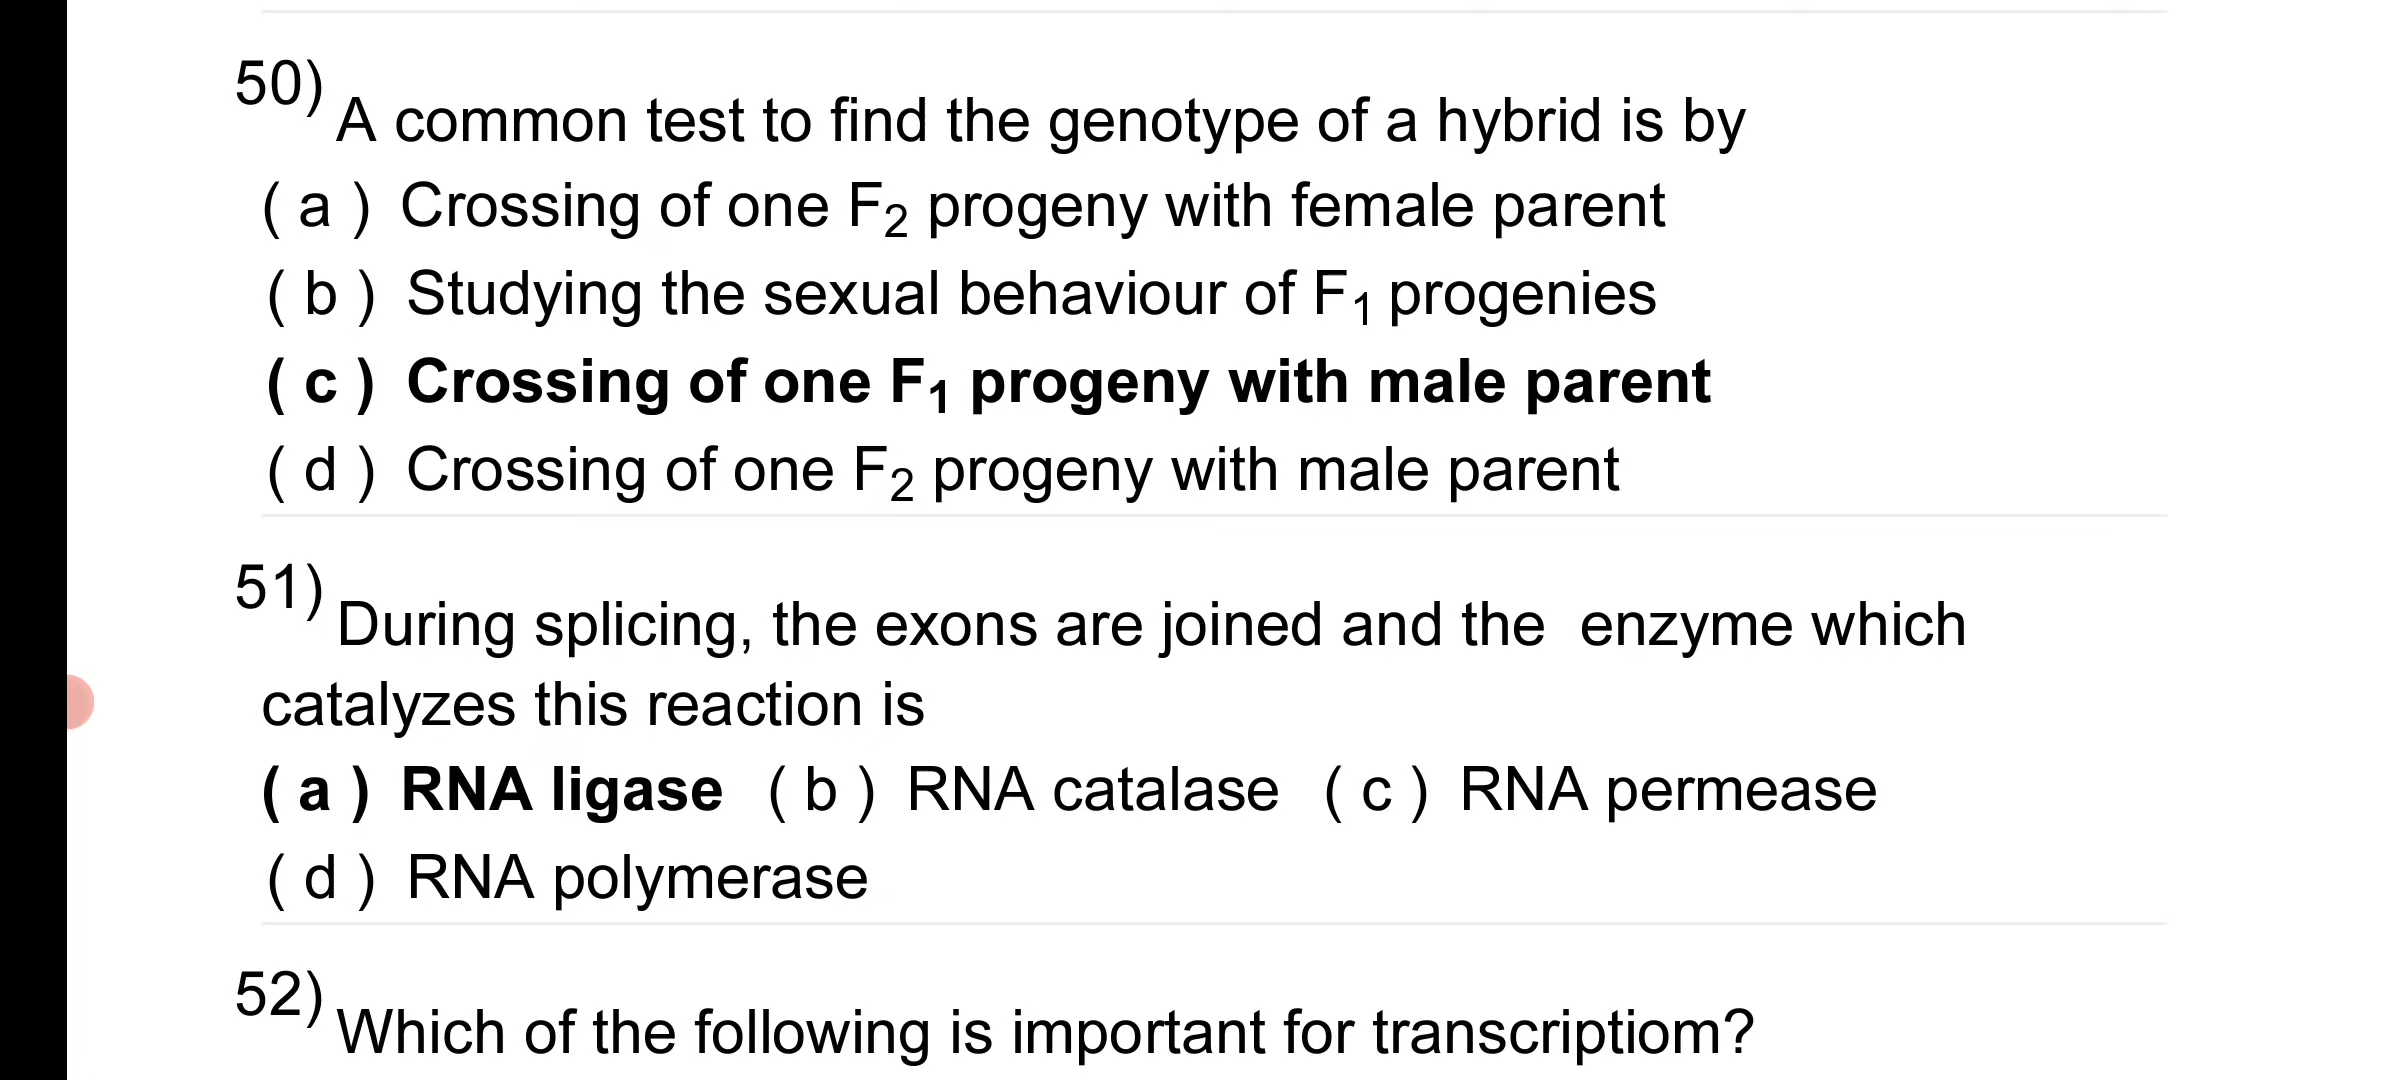 50) A common test to find the genotype of a hybrid is by
( a ) Crossing of one F₂ progeny with female parent
( b ) Studying the sexual behaviour of F₁ progenies
( c ) Crossing of one F₁ progeny with male parent
( d ) Crossing of one F₂ progeny with male parent
51) During splicing, the exons are joined and the enzyme which
catalyzes this reaction is
( a ) RNA ligase ( b ) RNA catalase ( c ) RNA permease
( d ) RNA polymerase
52) Which of the following is important for transcriptiom?